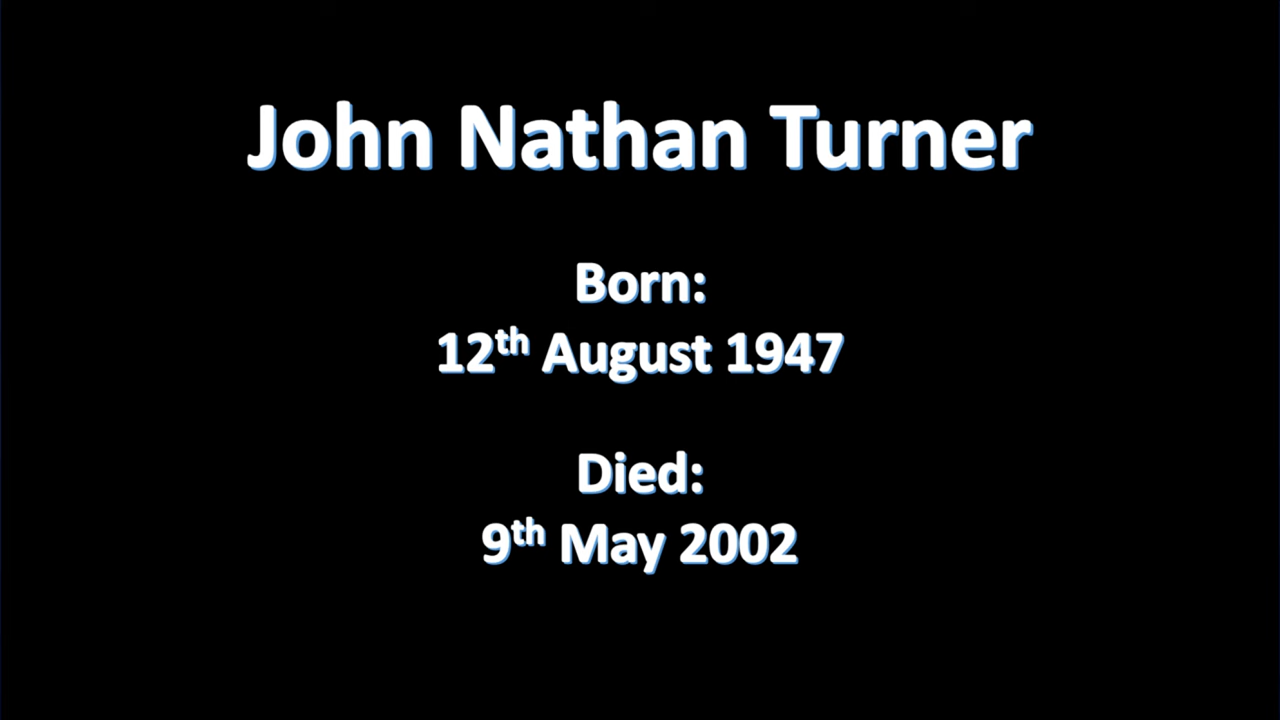 John Nathan Turner
Born:
12th August 1947
Died:
9th May 2002